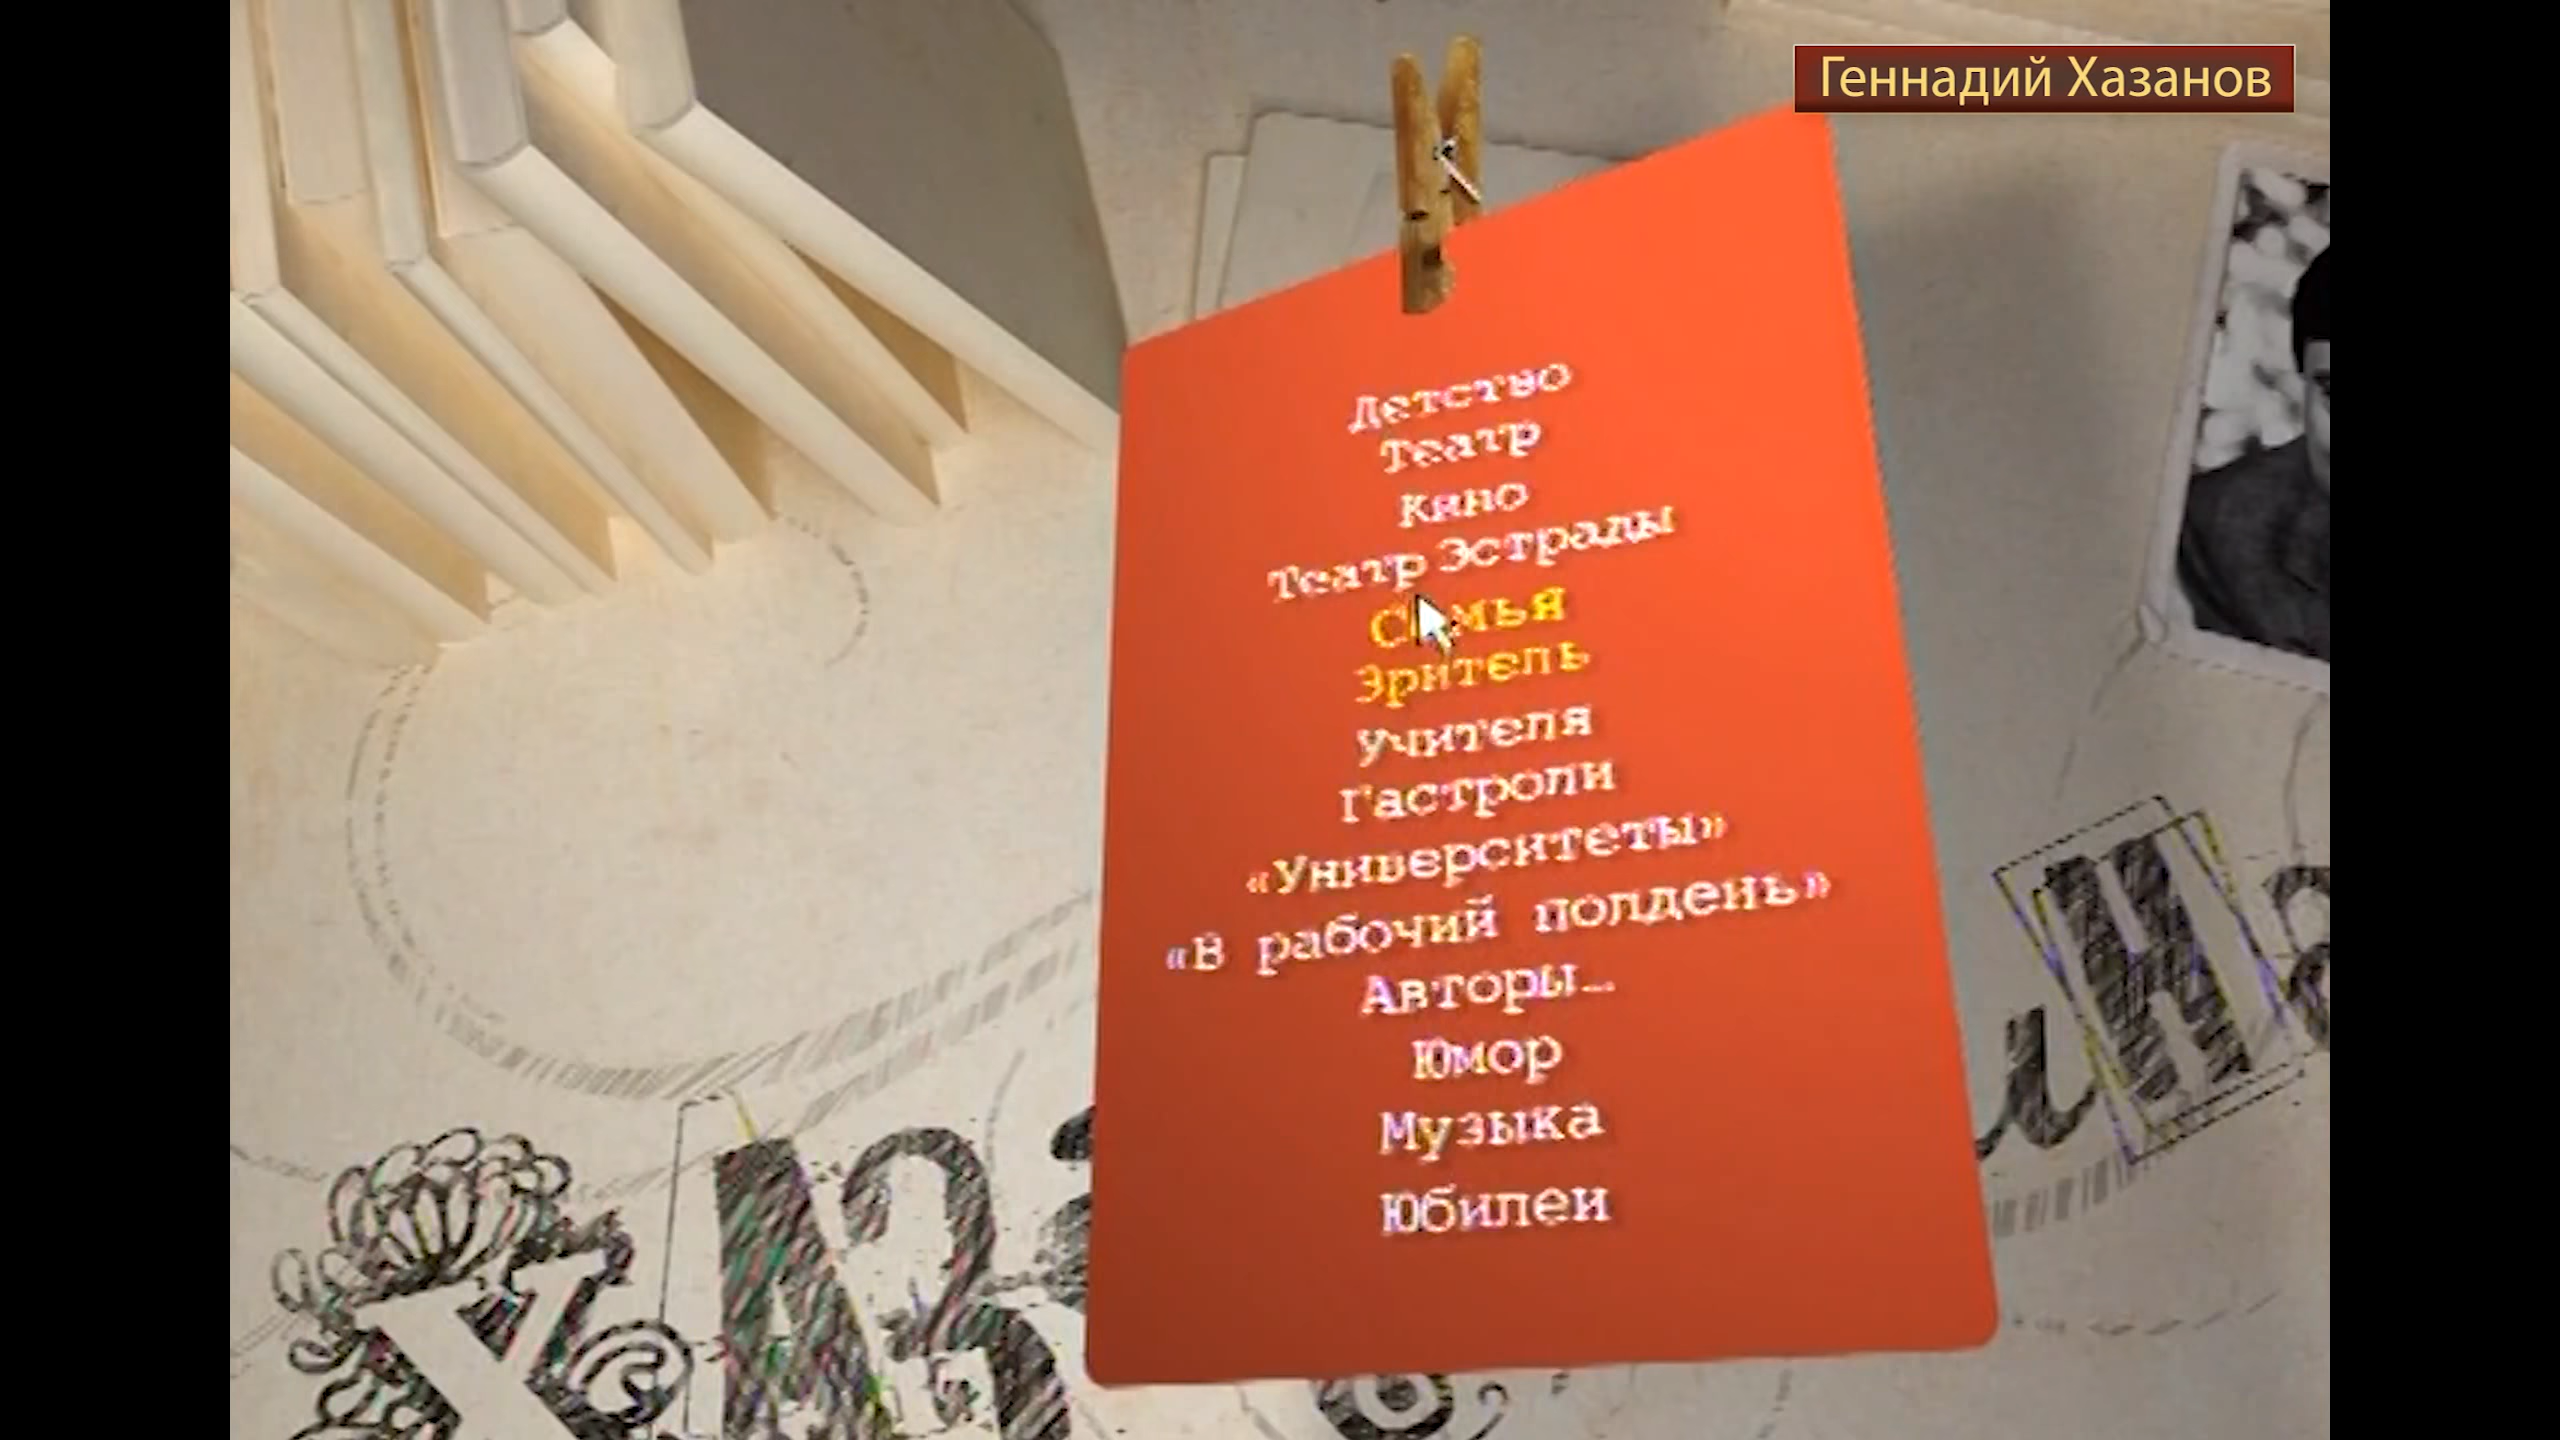 Геннадий Хазанов
Детство
Театр
Кино
Театр Эстрады
Семья
Зритель
Учителя
Гастроли
«Университеты»
«В рабочий полдень»
Авторы…
Юмор
Музыка
Юбилеи